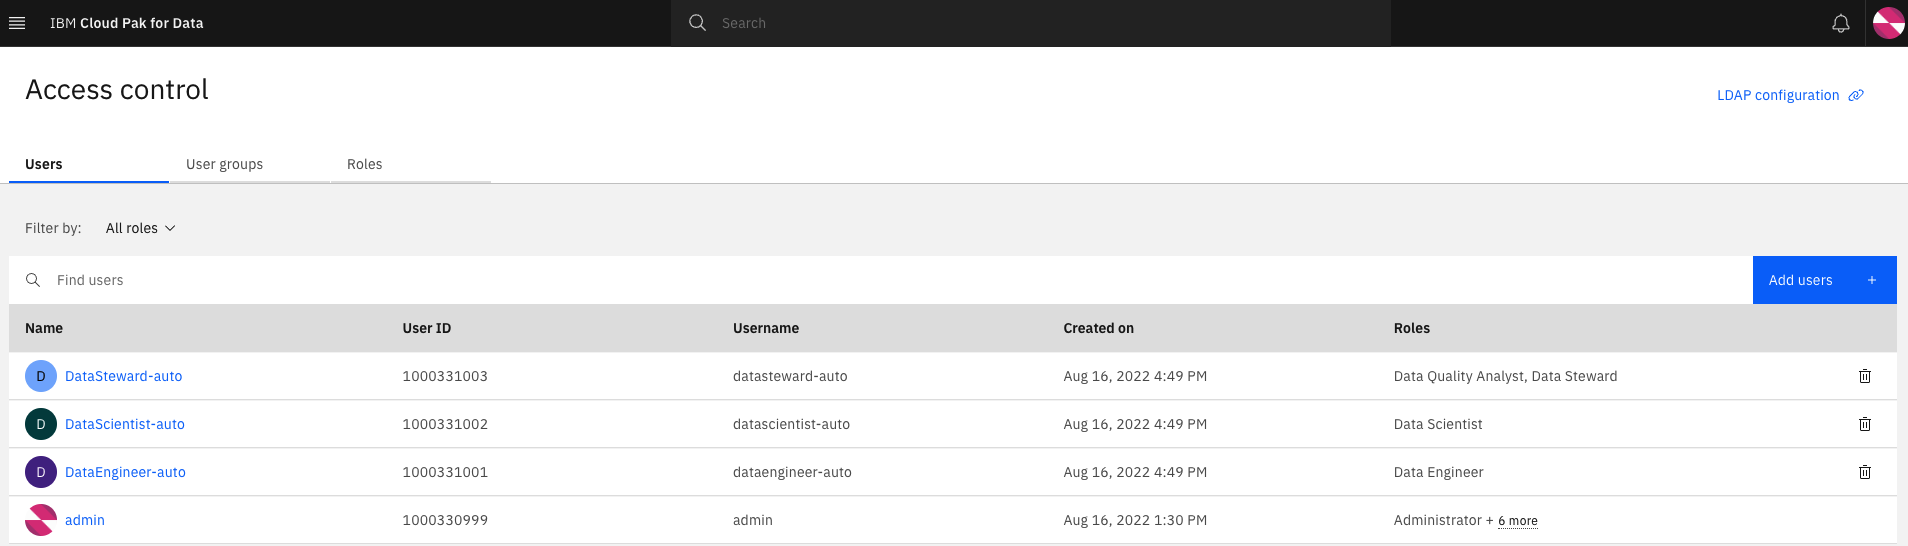 IBM Cloud Pak for Data Search
Access control
LDAP configuration
Users User groups Roles
Filter by: All roles
Find users Add users +
Name User ID Username Created on Roles
D DataSteward-auto 1000331003 datasteward-auto Aug 16, 2022 4:49 PM Data Quality Analyst, Data Steward
D DataScientist-auto 1000331002 datascientist-auto Aug 16, 2022 4:49 PM Data Scientist
D DataEngineer-auto 1000331001 dataengineer-auto Aug 16, 2022 4:49 PM Data Engineer
admin 1000330999 admin Aug 16, 2022 1:30 PM Administrator + 6 more